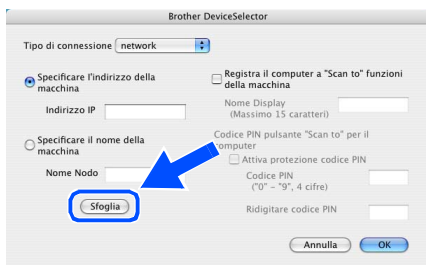 Brother DeviceSelector
Tipo di connessione network
Specificare l'indirizzo della
macchina
Indirizzo IP
Specificare il nome della
macchina
Nome Nodo
Sfoglia
Registra il computer a "Scan to" funzioni
della macchina
Nome Display
(Massimo 15 caratteri)
Codice PIN pulsante "Scan to" per il
computer
Attiva protezione codice PIN
Codice PIN
("0" - "9", 4 cifre)
Ridigitare codice PIN
Annulla
OK